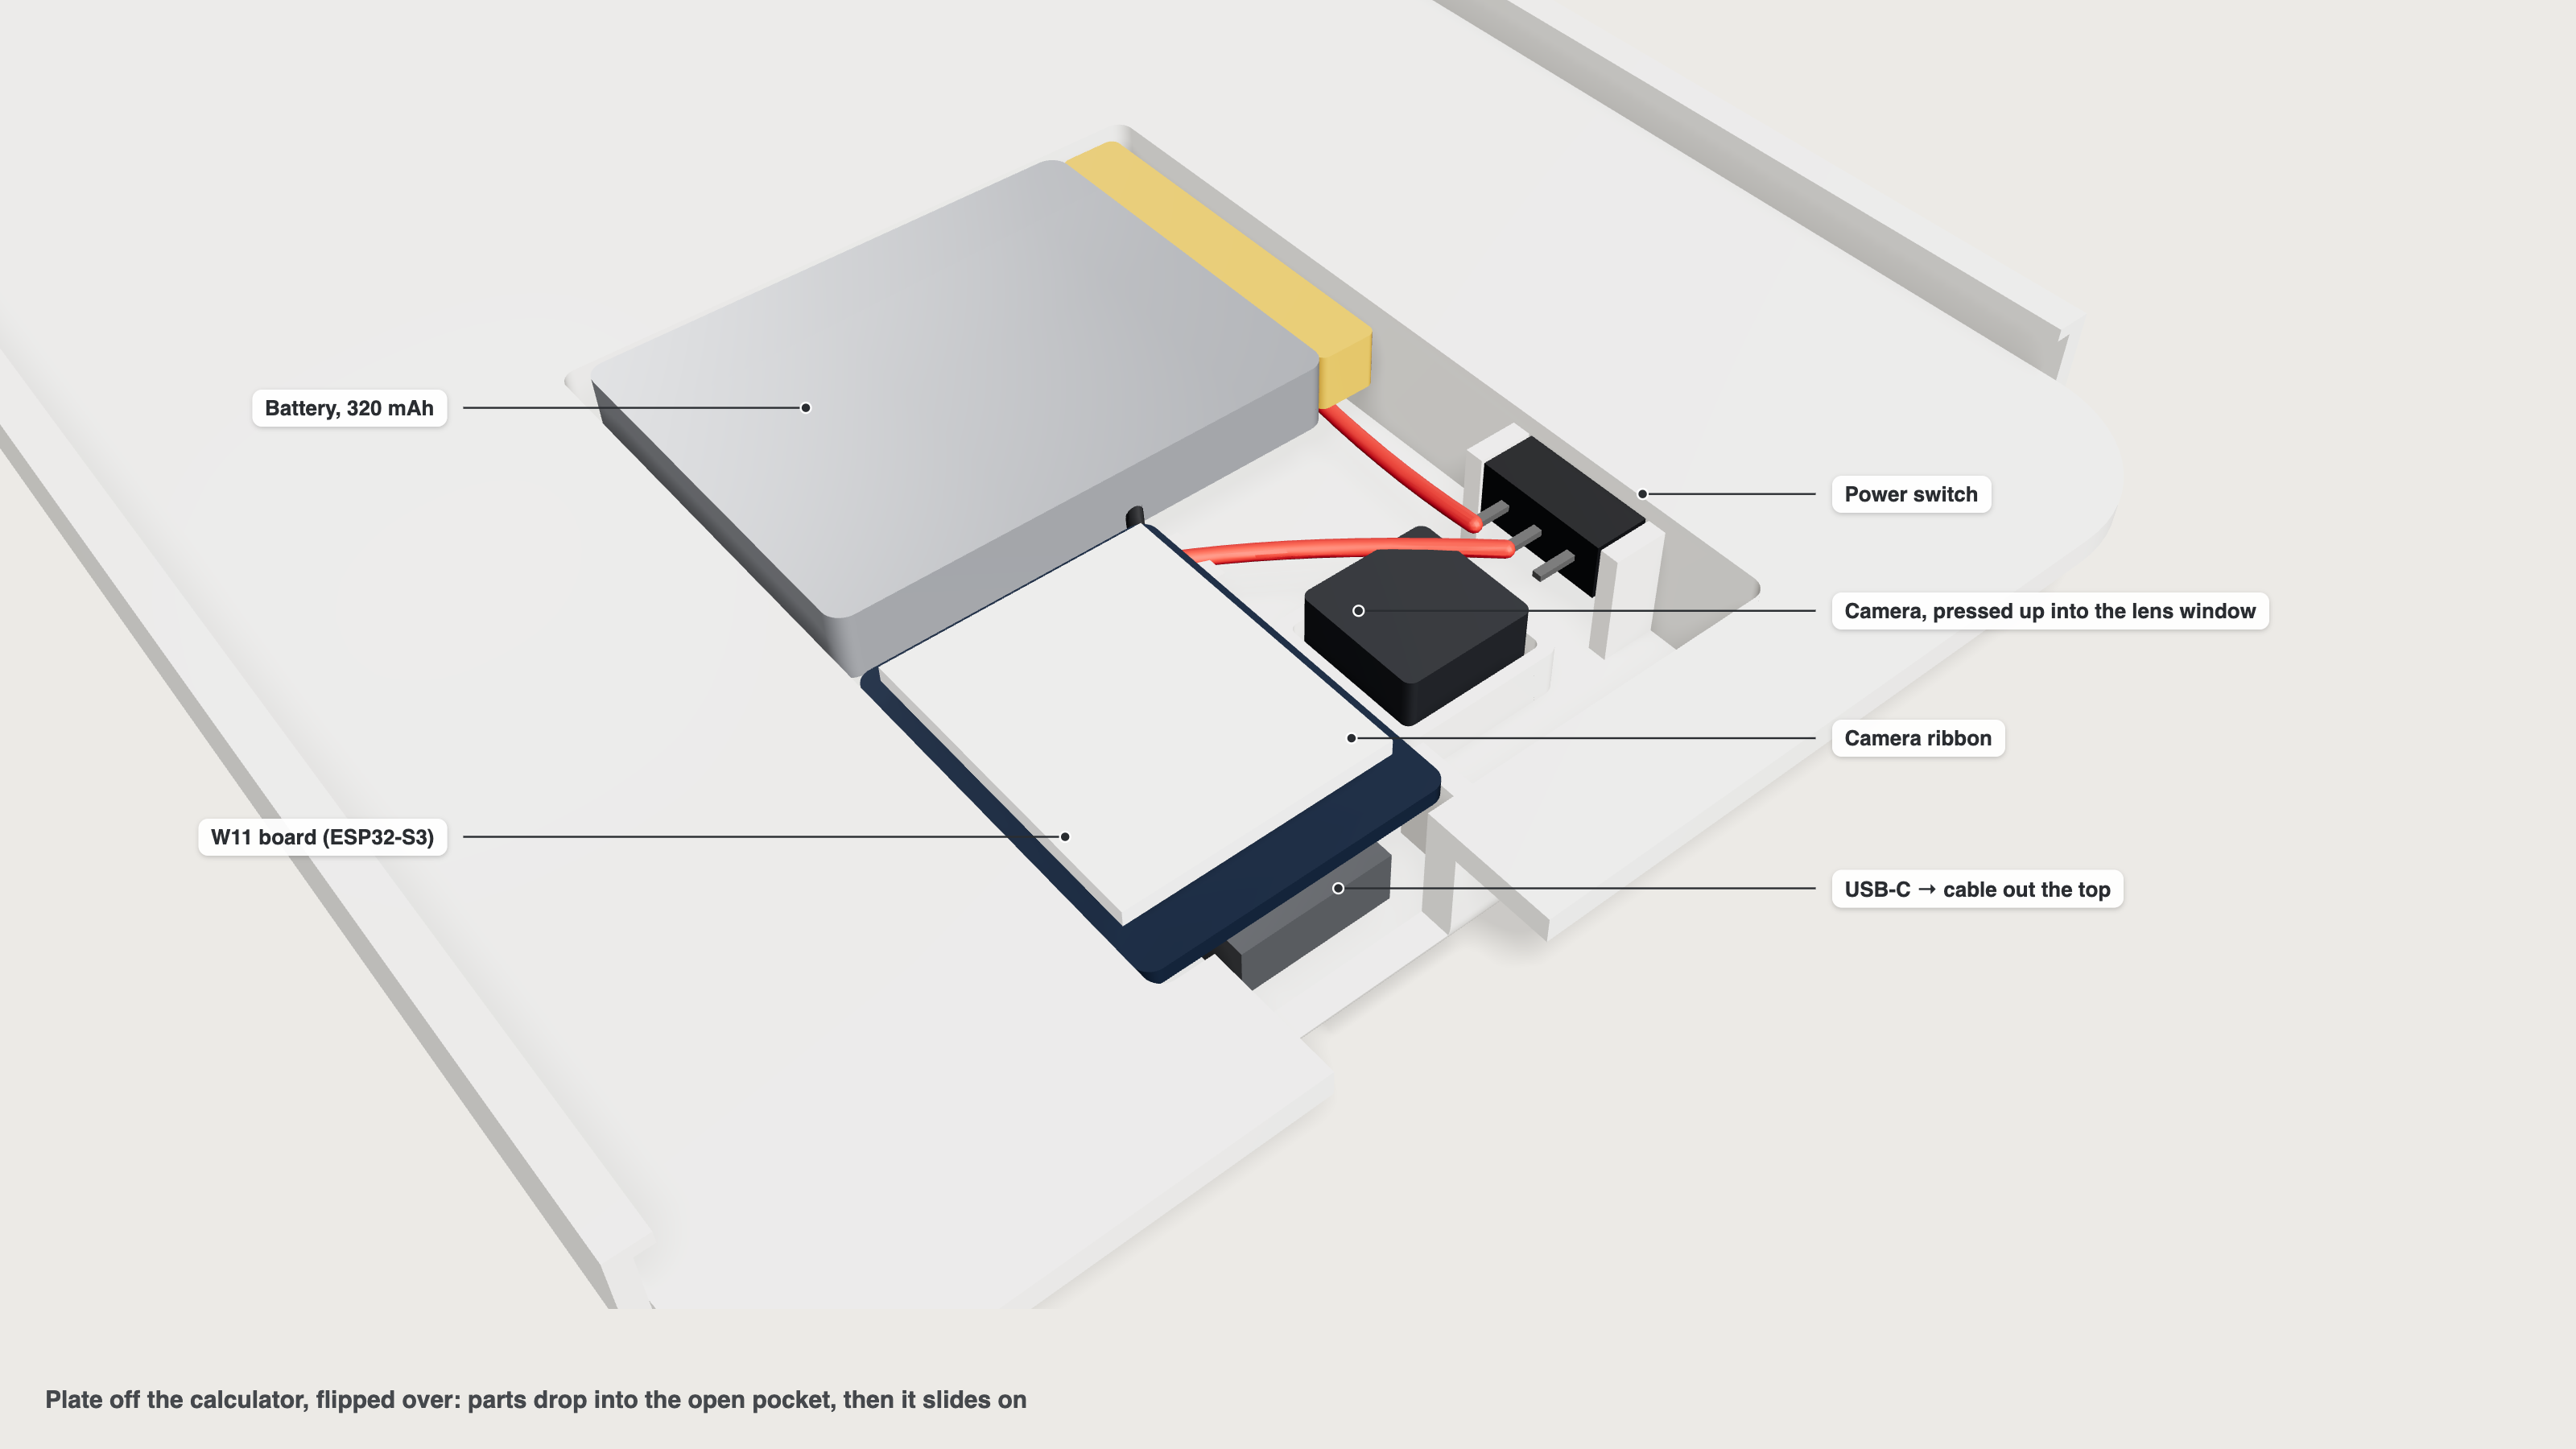 Battery, 320 mAh
Power switch
Camera, pressed up into the lens window
Camera ribbon
W11 board (ESP32-S3)
USB-C → cable out the top
Plate off the calculator, flipped over: parts drop into the open pocket, then it slides on